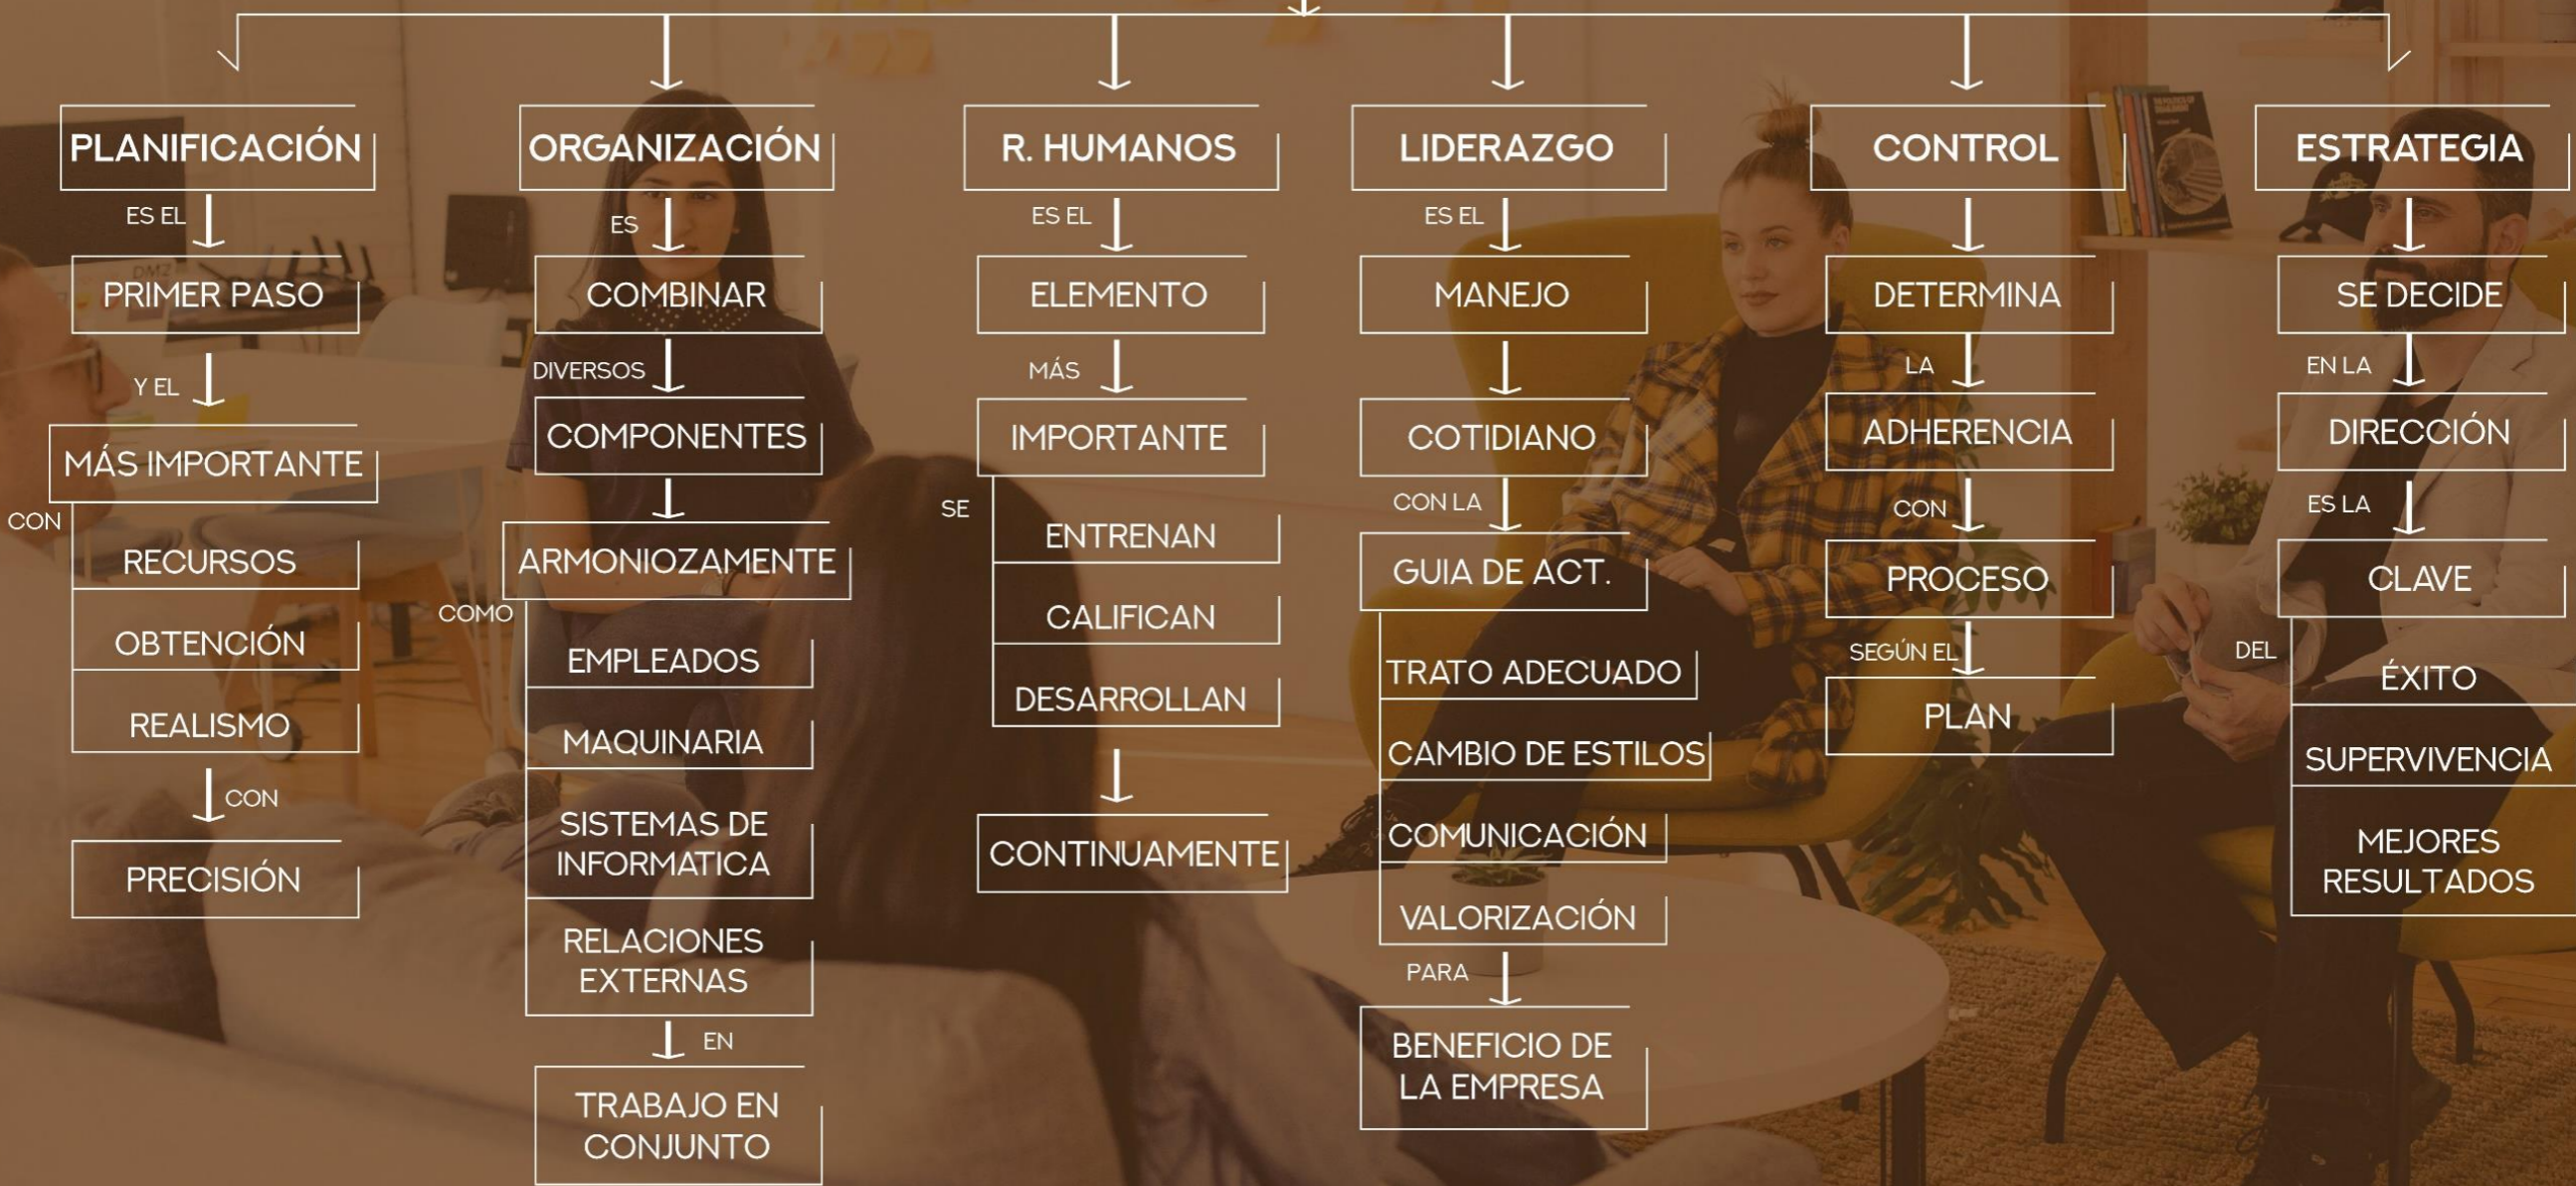 PLANIFICACIÓN
ES EL
PRIMER PASO
Y EL
MÁS IMPORTANTE
CON
RECURSOS
OBTENCIÓN
REALISMO
CON
PRECISIÓN
ORGANIZACIÓN
ES
COMBINAR
DIVERSOS
COMPONENTES
ARMONIOZAMENTE
COMO
EMPLEADOS
MAQUINARIA
SISTEMAS DE
INFORMATICA
RELACIONES
EXTERNAS
EN
TRABAJO EN
CONJUNTO
R. HUMANOS
ES EL
ELEMENTO
MÁS
IMPORTANTE
SE
ENTRENAN
CALIFICAN
DESARROLLAN
CONTINUAMENTE
LIDERAZGO
ES EL
MANEJO
COTIDIANO
CON LA
GUIA DE ACT.
TRATO ADECUADO
CAMBIO DE ESTILOS
COMUNICACIÓN
VALORIZACIÓN
PARA
BENEFICIO DE
LA EMPRESA
CONTROL
DETERMINA
LA
ADHERENCIA
CON
PROCESO
SEGÚN EL
PLAN
ESTRATEGIA
SE DECIDE
EN LA
DIRECCIÓN
ES LA
CLAVE
DEL
ÉXITO
SUPERVIVENCIA
MEJORES
RESULTADOS
DMZ